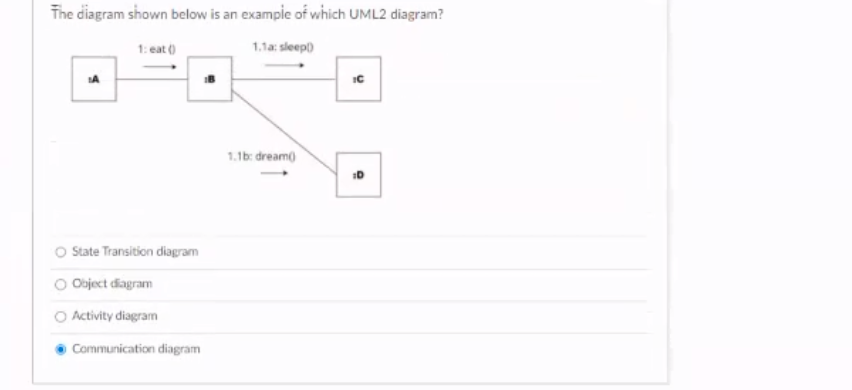 The diagram shown below is an example of which UML2 diagram?
1: eat ()
1.1a: sleep()
:A
:B
:C
1.1b: dream()
:D
State Transition diagram
Object diagram
Activity diagram
Communication diagram